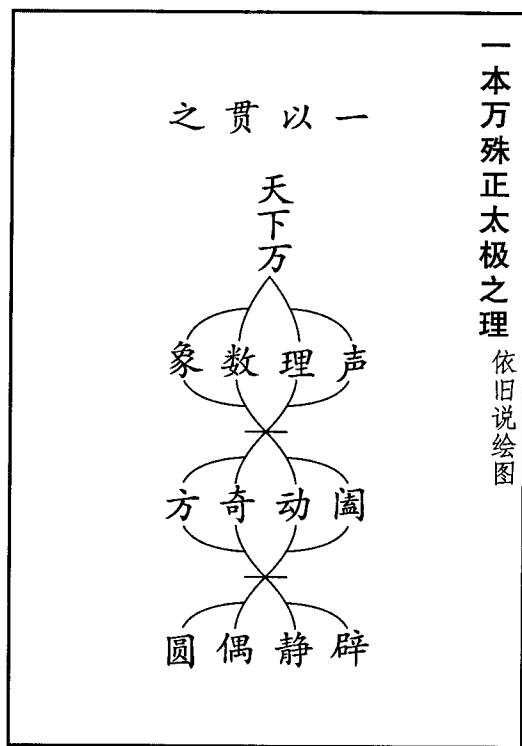 一本万殊正太极之理
依旧说绘图
一以贯之
天下万
声理数象
阖动奇方
辟静偶圆